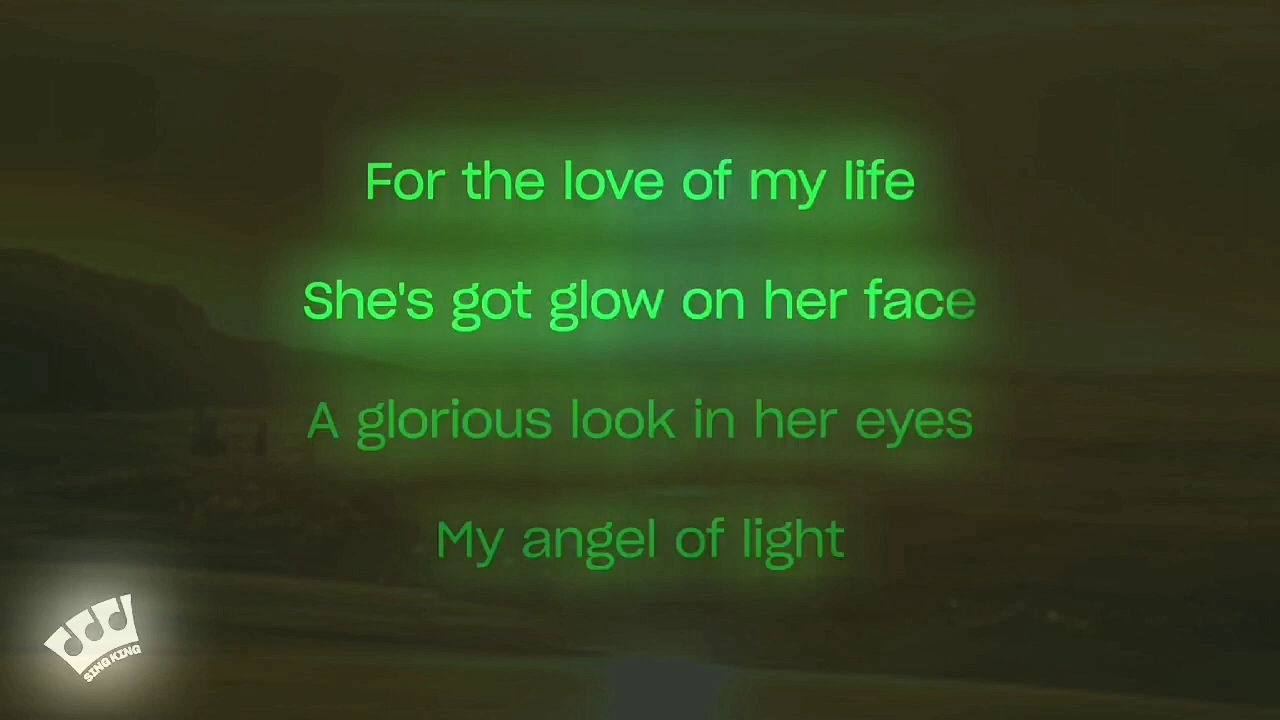 For the love of my life
She's got glow on her face
A glorious look in her eyes
My angel of light
SING KING